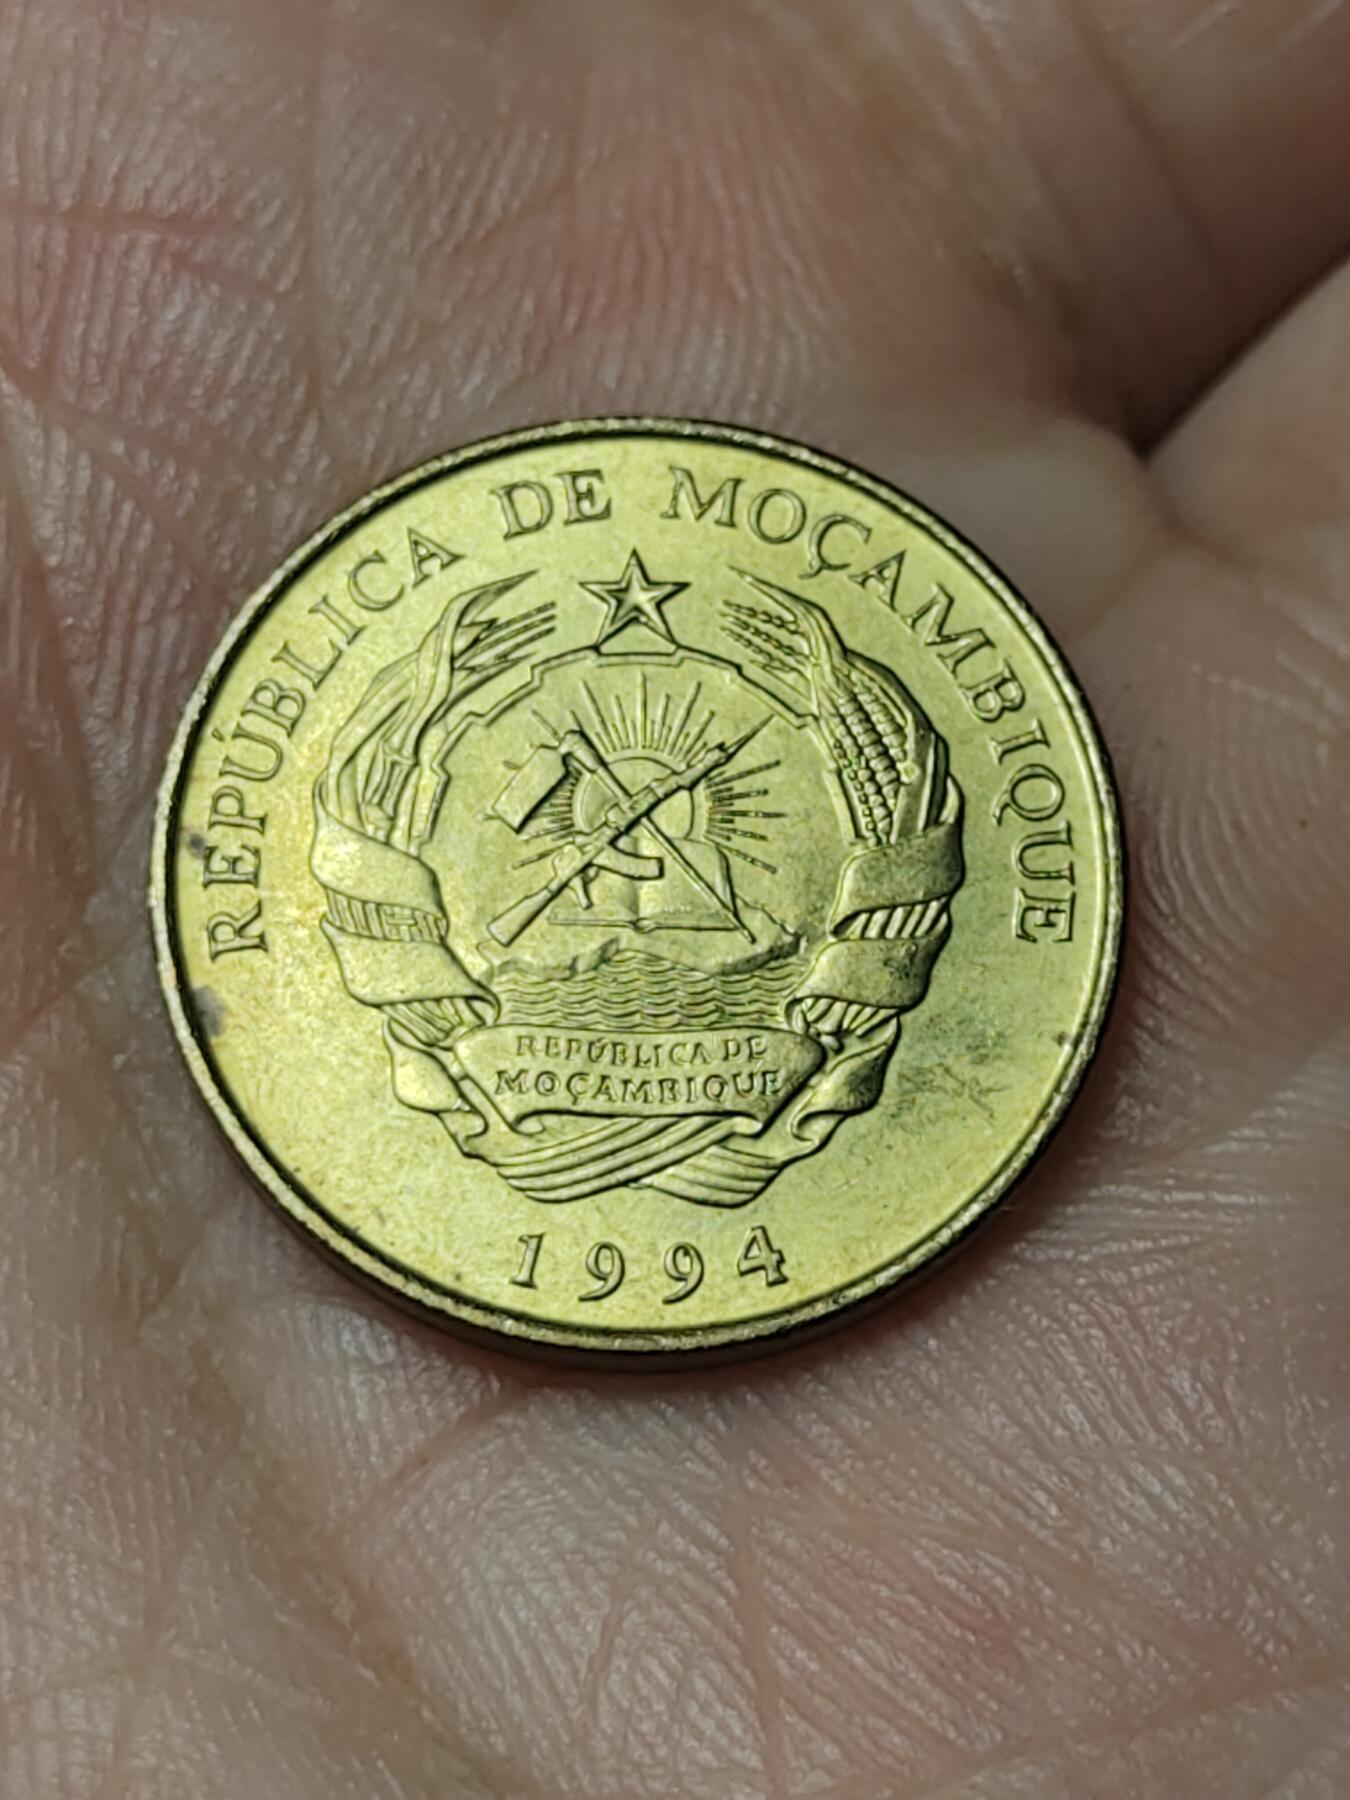 REPÚBLICA DE MOÇAMBIQUE
REPÚBLICA DE
MOÇAMBIQUE
1994